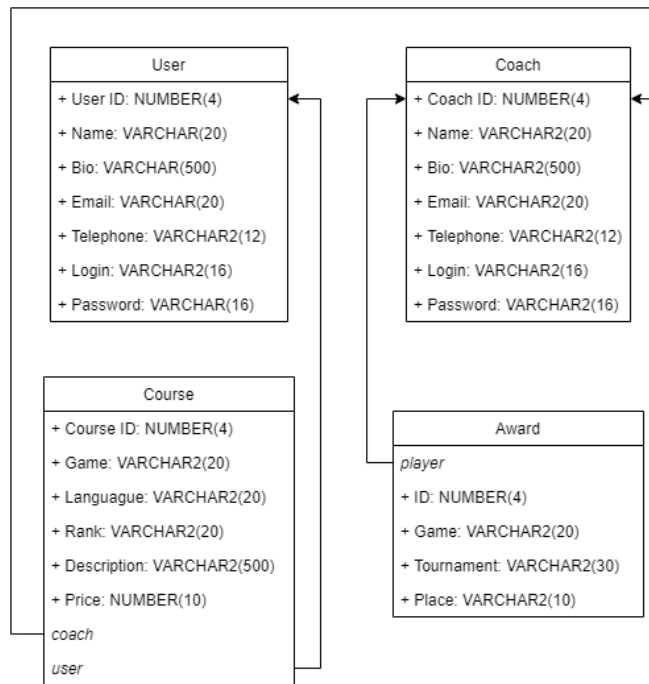 User
+ User ID: NUMBER(4)
+ Name: VARCHAR(20)
+ Bio: VARCHAR(500)
+ Email: VARCHAR(20)
+ Telephone: VARCHAR2(12)
+ Login: VARCHAR2(16)
+ Password: VARCHAR(16)
Coach
+ Coach ID: NUMBER(4)
+ Name: VARCHAR2(20)
+ Bio: VARCHAR2(500)
+ Email: VARCHAR2(20)
+ Telephone: VARCHAR2(12)
+ Login: VARCHAR2(16)
+ Password: VARCHAR2(16)
Course
+ Course ID: NUMBER(4)
+ Game: VARCHAR2(20)
+ Languague: VARCHAR2(20)
+ Rank: VARCHAR2(20)
+ Description: VARCHAR2(500)
+ Price: NUMBER(10)
coach
user
Award
player
+ ID: NUMBER(4)
+ Game: VARCHAR2(20)
+ Tournament: VARCHAR2(30)
+ Place: VARCHAR2(10)